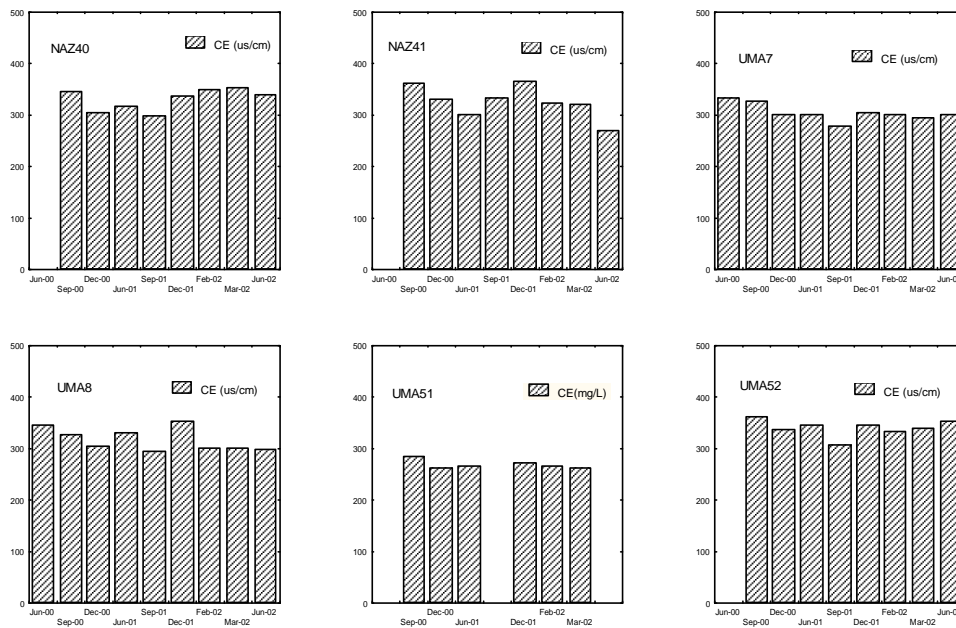 500
400
300
200
100
0
NAZ40
CE (us/cm)
Jun-00 Dec-00 Sep-01 Feb-02 Jun-02
Sep-00 Jun-01 Dec-01 Mar-02
500
400
300
200
100
0
NAZ41
CE (us/cm)
Jun-00 Dec-00 Sep-01 Feb-02 Jun-02
Sep-00 Jun-01 Dec-01 Mar-02
500
400
300
200
100
0
UMA7
CE (us/cm)
Jun-00 Dec-00 Sep-01 Feb-02 Jun-0
Sep-00 Jun-01 Dec-01 Mar-02
500
400
300
200
100
0
UMA8
CE (us/cm)
Jun-00 Dec-00 Sep-01 Feb-02 Jun-02
Sep-00 Jun-01 Dec-01 Mar-02
500
400
300
200
100
0
UMA51
CE(mg/L)
Dec-00 Feb-02
500
400
300
200
100
0
UMA52
CE (us/cm)
Jun-00 Dec-00 Sep-01 Feb-02 Jun-0
Sep-00 Jun-01 Dec-01 Mar-02